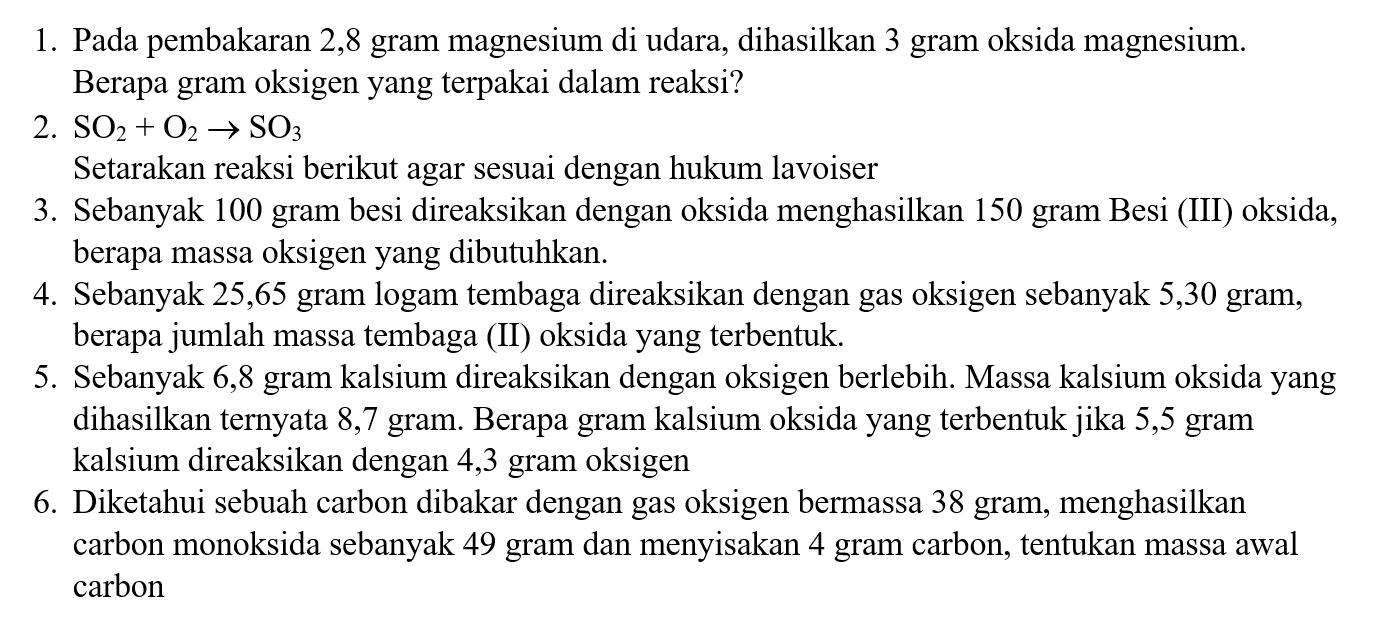 1. Pada pembakaran 2,8 gram magnesium di udara, dihasilkan 3 gram oksida magnesium.
Berapa gram oksigen yang terpakai dalam reaksi?
2. SO₂ + O₂ → SO₃
Setarakan reaksi berikut agar sesuai dengan hukum lavoiser
3. Sebanyak 100 gram besi direaksikan dengan oksida menghasilkan 150 gram Besi (III) oksida,
berapa massa oksigen yang dibutuhkan.
4. Sebanyak 25,65 gram logam tembaga direaksikan dengan gas oksigen sebanyak 5,30 gram,
berapa jumlah massa tembaga (II) oksida yang terbentuk.
5. Sebanyak 6,8 gram kalsium direaksikan dengan oksigen berlebih. Massa kalsium oksida yang
dihasilkan ternyata 8,7 gram. Berapa gram kalsium oksida yang terbentuk jika 5,5 gram
kalsium direaksikan dengan 4,3 gram oksigen
6. Diketahui sebuah carbon dibakar dengan gas oksigen bermassa 38 gram, menghasilkan
carbon monoksida sebanyak 49 gram dan menyisakan 4 gram carbon, tentukan massa awal
carbon